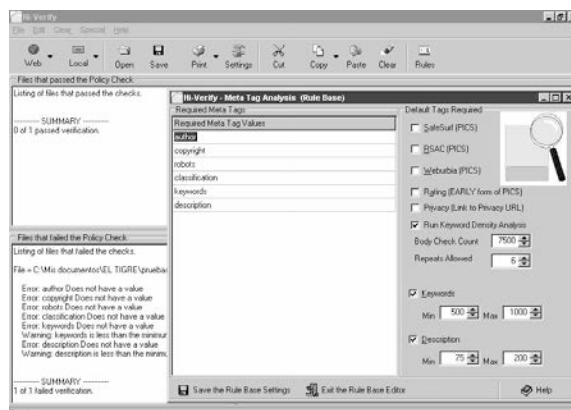 Hi-Verify
File Edit Clear Special Help
Web Local Open Save Print Settings Cut Copy Paste Clear Rules
Files that passed the Policy Check
Listing of files that passed the checks.
---------- SUMMARY ----------
0 of 1 passed verification.
Files that failed the Policy Check
Listing of files that failed the checks.
File = C:\Mis documentos\EL TIGRE\prueba
Error: author Does not have a value
Error: copyright Does not have a value
Error: robots Does not have a value
Error: classification Does not have a value
Error: keywords Does not have a value
Warning: keywords is less than the minimum
Error: description Does not have a value
Warning: description is less than the minimu
---------- SUMMARY ----------
1 of 1 failed verification.
Hi-Verify - Meta Tag Analysis (Rule Base)
Required Meta Tags
Required Meta Tag Values
author
copyright
robots
classification
keywords
description
Default Tags Required
SafeSurf (PICS)
BSAC (PICS)
Weburbia (PICS)
Rating (EARLY form of PICS)
Privacy (Link to Privacy URL)
Run Keyword Density Analysis
Body Check Count 7500
Repeats Allowed 6
Keywords
Min 500 Max 1000
Description
Min 75 Max 200
Save the Rule Base Settings Exit the Rule Base Editor Help